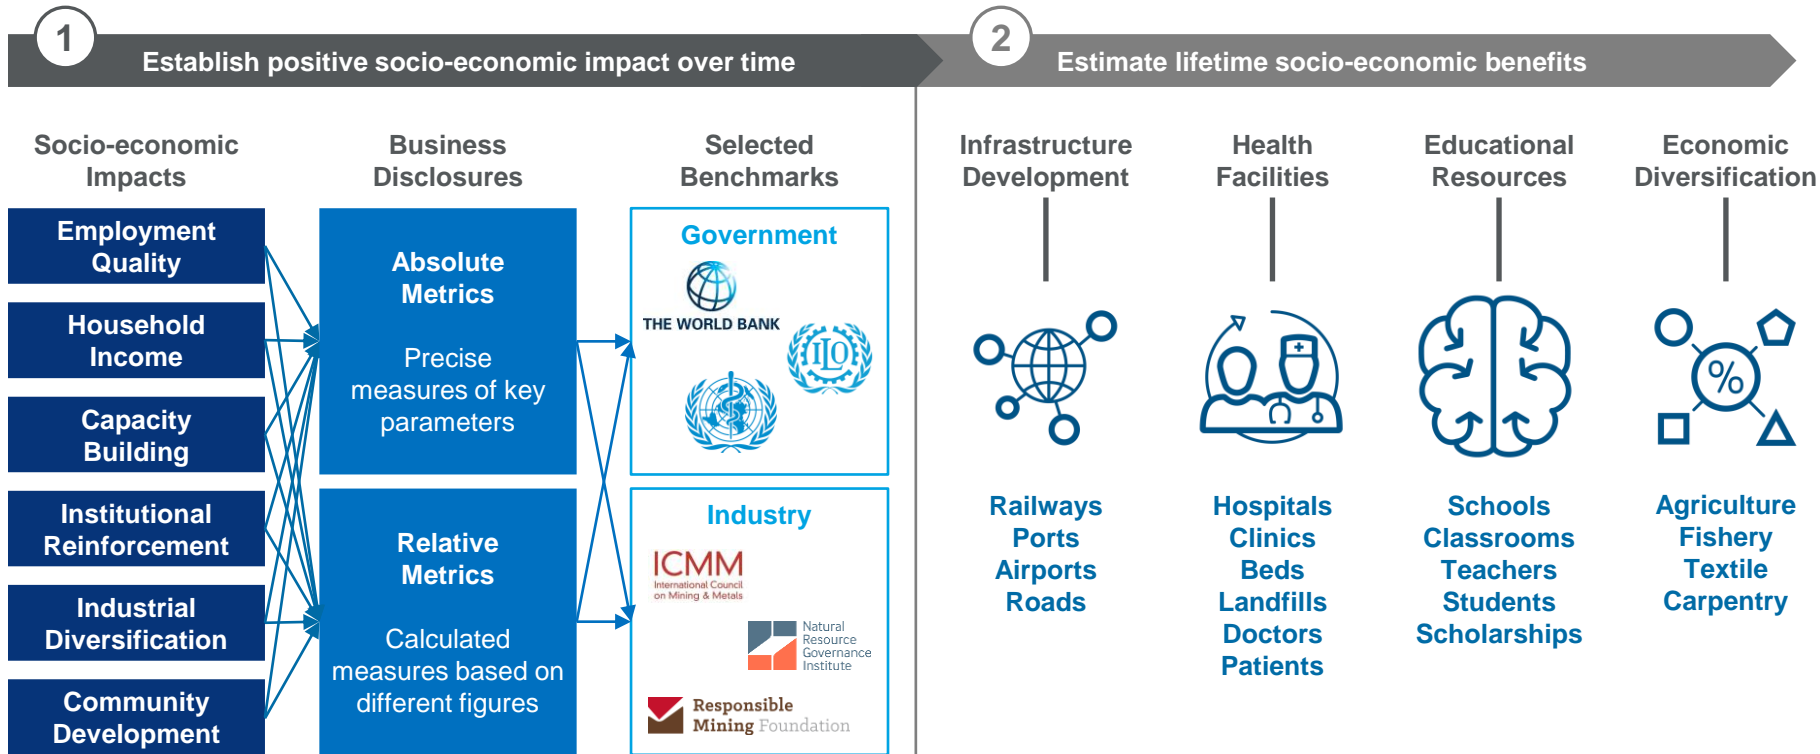 1
Establish positive socio-economic impact over time
2
Estimate lifetime socio-economic benefits
Socio-economic
Impacts
Employment
Quality
Household
Income
Capacity
Building
Institutional
Reinforcement
Industrial
Diversification
Community
Development
Business
Disclosures
Absolute
Metrics
Precise
measures of key
parameters
Relative
Metrics
Calculated
measures based on
different figures
Selected
Benchmarks
Government
THE WORLD BANK
ILO
Industry
ICMM
International Council
on Mining & Metals
Natural
Resource
Governance
Institute
Responsible
Mining Foundation
Infrastructure
Development
Railways
Ports
Airports
Roads
Health
Facilities
Hospitals
Clinics
Beds
Landfills
Doctors
Patients
Educational
Resources
Schools
Classrooms
Teachers
Students
Scholarships
Economic
Diversification
%
Agriculture
Fishery
Textile
Carpentry